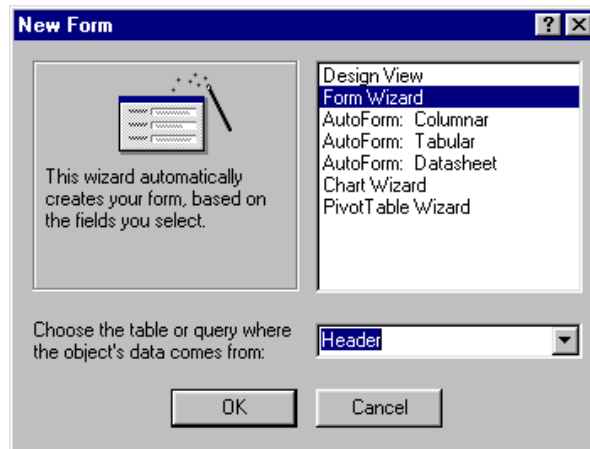 New Form
Design View
Form Wizard
AutoForm: Columnar
AutoForm: Tabular
AutoForm: Datasheet
Chart Wizard
PivotTable Wizard
This wizard automatically
creates your form, based on
the fields you select.
Choose the table or query where
the object's data comes from:
Header
OK
Cancel